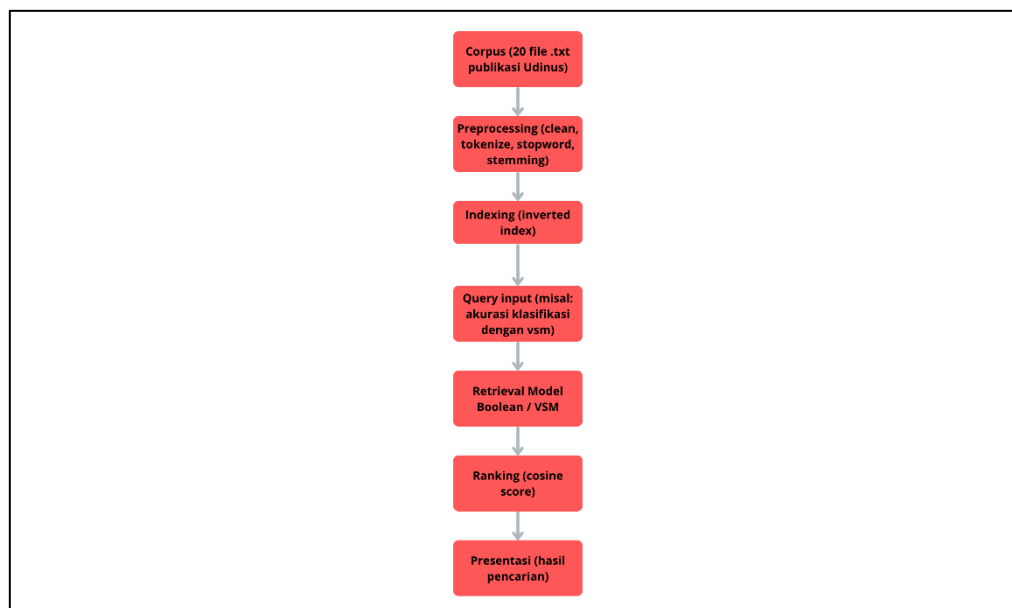 Corpus (20 file .txt
publikasi Udinus)
Preprocessing (clean,
tokenize, stopword,
stemming)
Indexing (inverted
index)
Query input (misal:
akurasi klasifikasi
dengan vsm)
Retrieval Model
Boolean / VSM
Ranking (cosine
score)
Presentasi (hasil
pencarian)